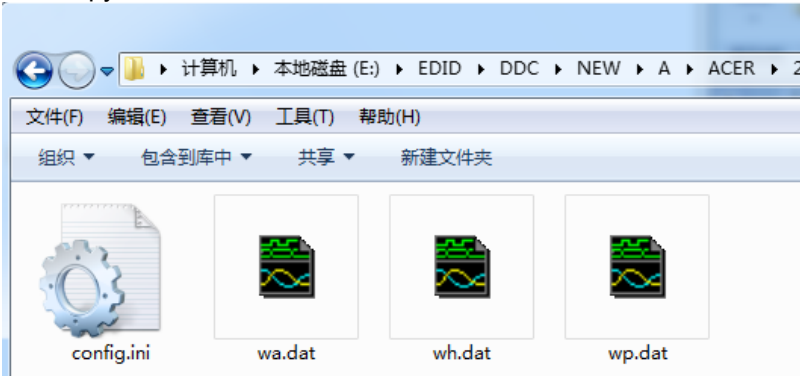 计算机 ▸ 本地磁盘 (E:) ▸ EDID ▸ DDC ▸ NEW ▸ A ▸ ACER ▸ 2
文件(F) 编辑(E) 查看(V) 工具(T) 帮助(H)
组织 包含到库中 共享 新建文件夹
config.ini wa.dat wh.dat wp.dat